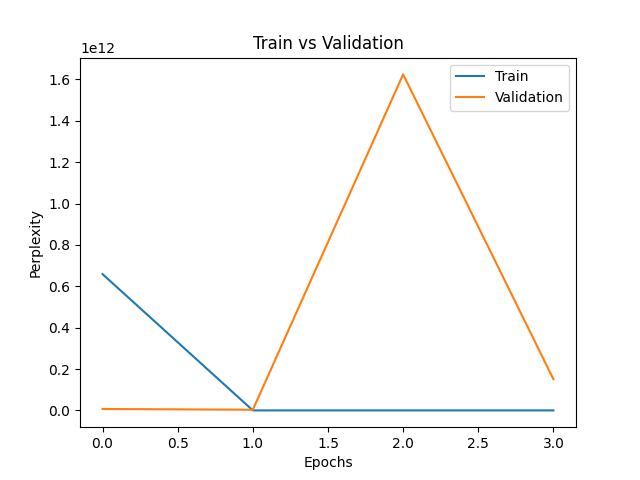 Train vs Validation
1e12
Train
Validation
1.6
1.4
1.2
1.0
0.8
0.6
0.4
0.2
0.0
Perplexity
0.0 0.5 1.0 1.5 2.0 2.5 3.0
Epochs